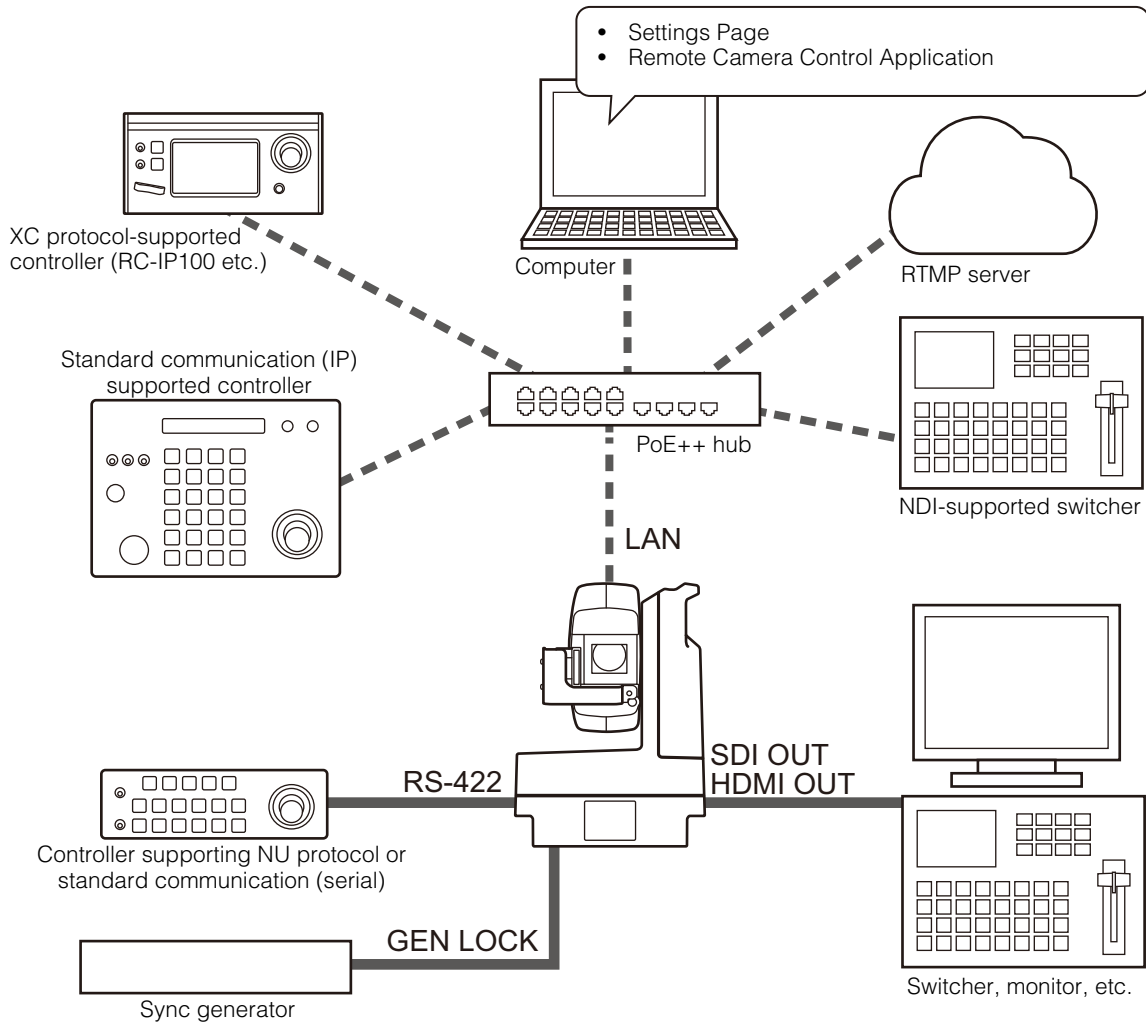 • Settings Page
• Remote Camera Control Application
XC protocol-supported
controller (RC-IP100 etc.)
Computer
RTMP server
Standard communication (IP)
supported controller
PoE++ hub
NDI-supported switcher
LAN
RS-422
SDI OUT
HDMI OUT
Controller supporting NU protocol or
standard communication (serial)
GEN LOCK
Sync generator
Switcher, monitor, etc.